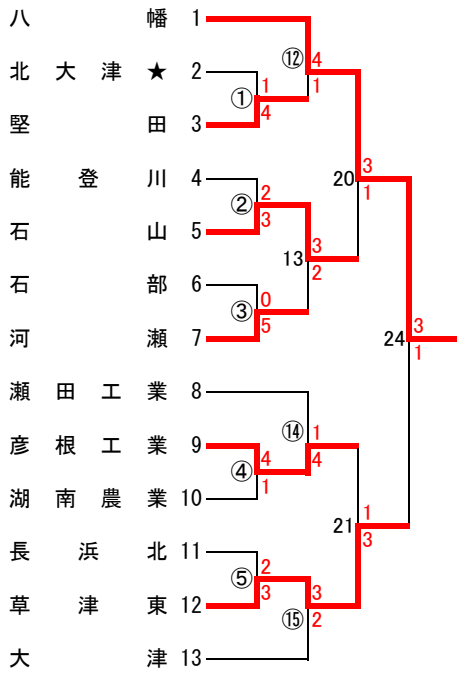 八幡 1
⑫ 4
北大津★ 2
1
① 1
4
堅田 3
能登川 4
20 3
1
② 2
3
石山 5
13 3
2
石部 6
③ 0
5
河瀬 7
24 3
1
瀬田工業 8
⑭ 1
4
彦根工業 9
④ 4
1
湖南農業 10
21 1
3
長浜北 11
⑤ 2
3
草津東 12
⑮ 3
2
大津 13